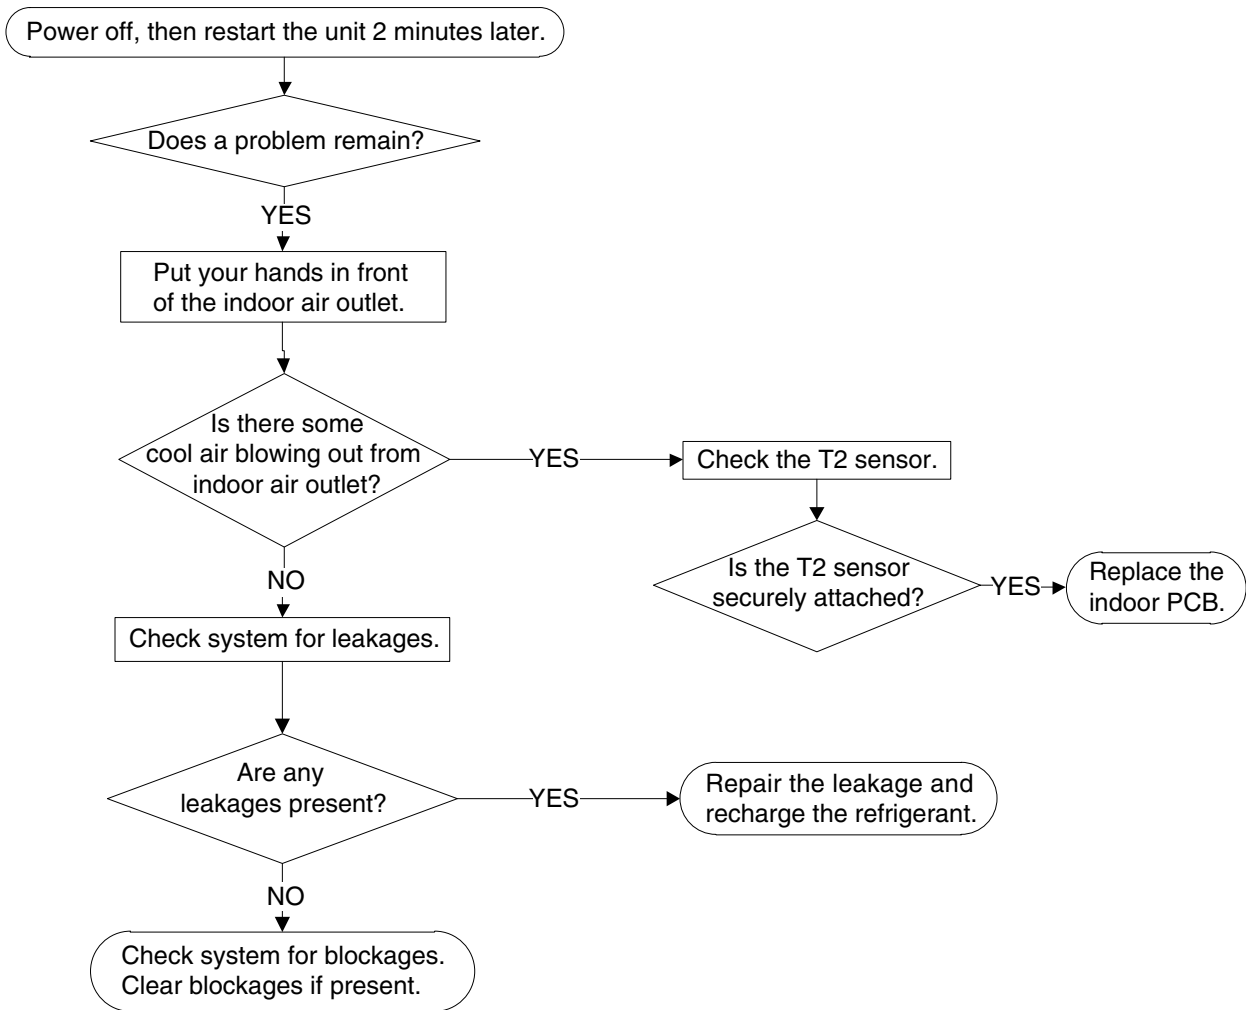 Power off, then restart the unit 2 minutes later.
Does a problem remain?
YES
Put your hands in front
of the indoor air outlet.
Is there some
cool air blowing out from
indoor air outlet?
YES
Check the T2 sensor.
Is the T2 sensor
securely attached?
YES
Replace the
indoor PCB.
NO
Check system for leakages.
Are any
leakages present?
YES
Repair the leakage and
recharge the refrigerant.
NO
Check system for blockages.
Clear blockages if present.